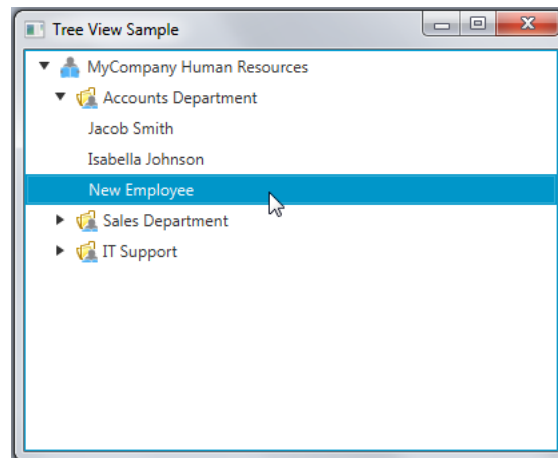 Tree View Sample
MyCompany Human Resources
Accounts Department
Jacob Smith
Isabella Johnson
New Employee
Sales Department
IT Support